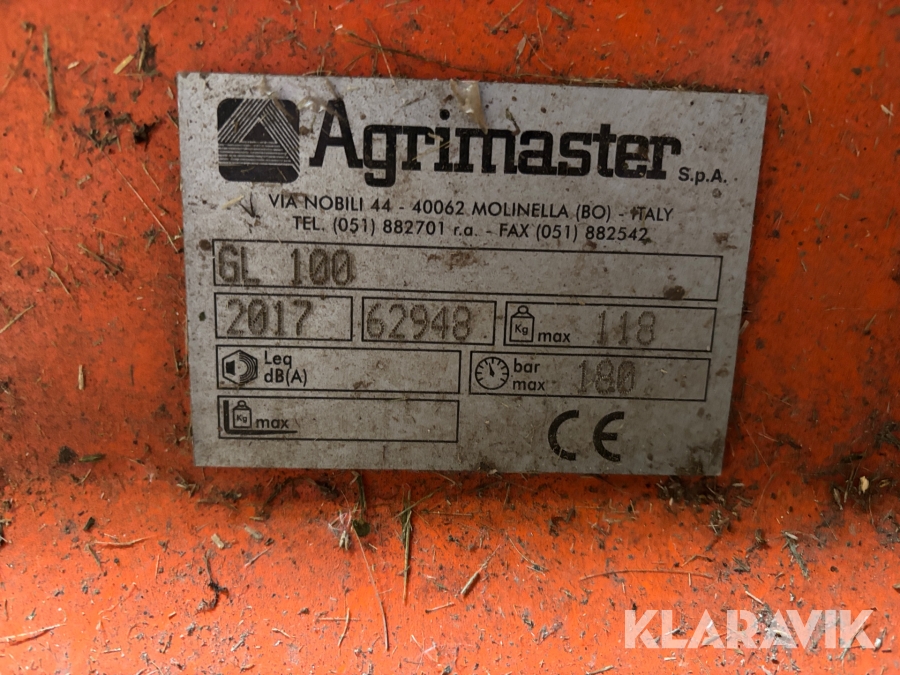 Agrimaster S.p.A.
VIA NOBILI 44 - 40062 MOLINELLA (BO) - ITALY
TEL. (051) 882701 r.a. - FAX (051) 882542
GL 100
2017 62948 Kg max 118
Leq dB(A) bar max 180
Kg max CE
KLARAVIK